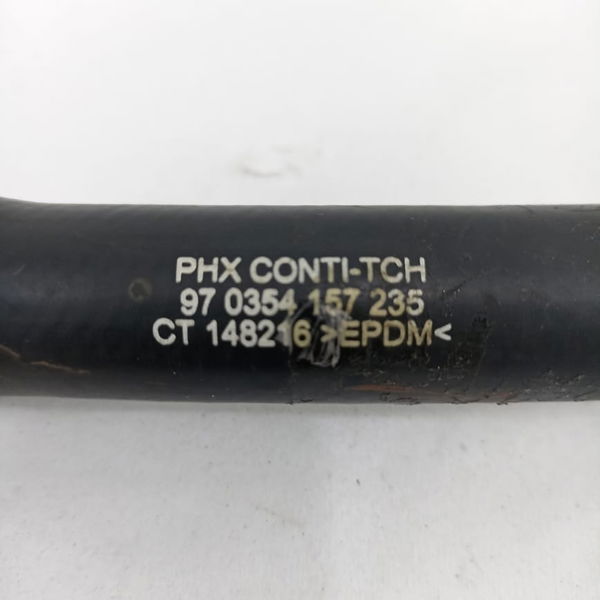 PHX CONTI-TCH
97 0354 157 235
CT 148216 >EPDM<